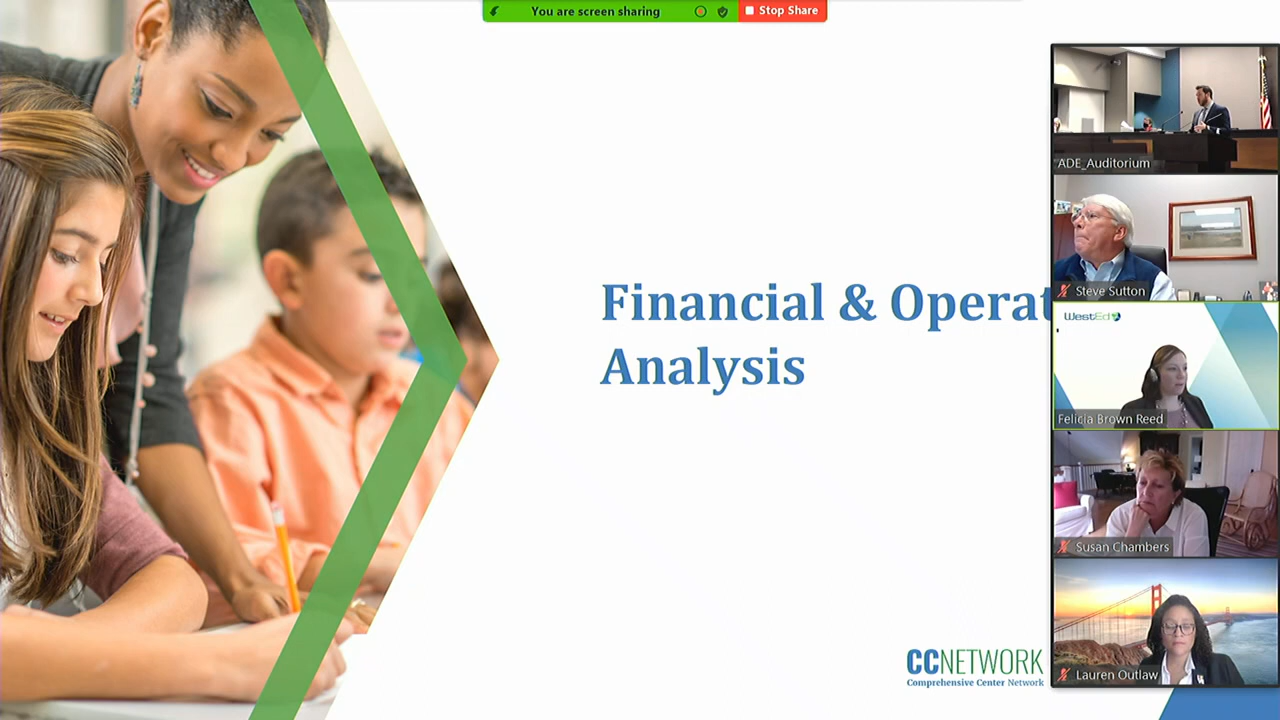 You are screen sharing
Stop Share
ADE_Auditorium
Steve Sutton
Financial & Operat
Analysis
WestEd
Felicia Brown Reed
Susan Chambers
CCNETWORK
Comprehensive Center Network
Lauren Outlaw